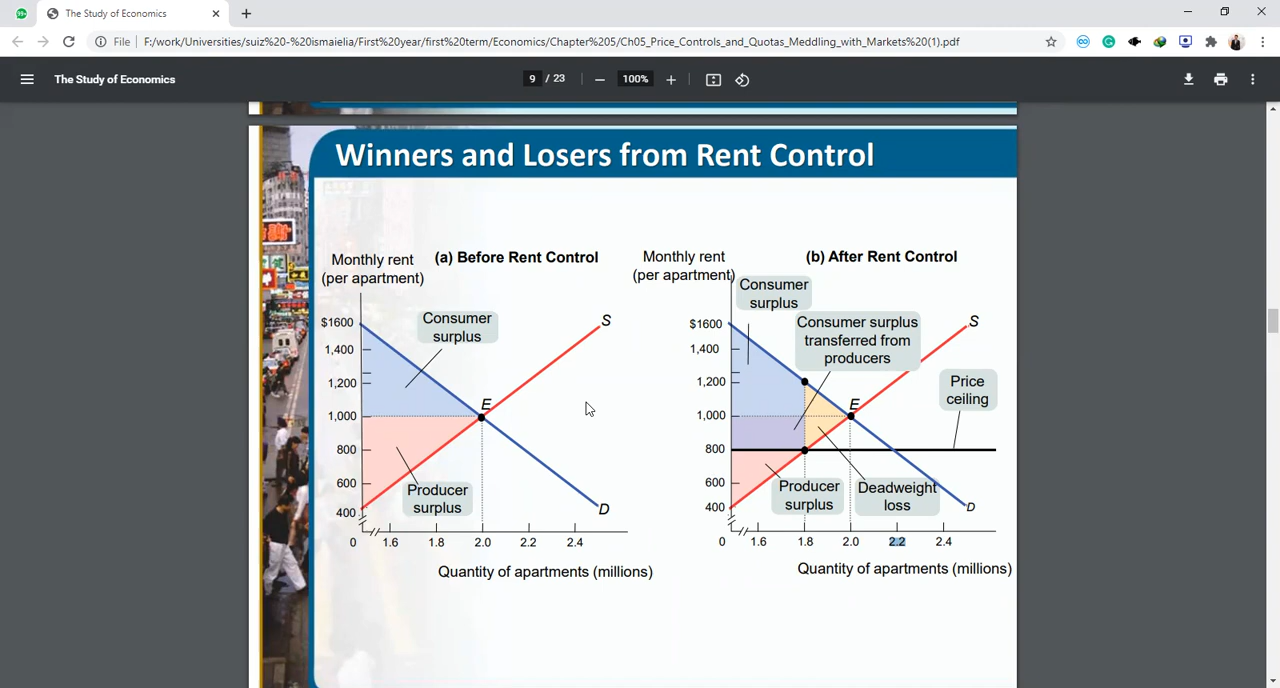 99+
The Study of Economics
File
F:/work/Universities/suiz%20-%20ismaielia/First%20year/first%20term/Economics/Chapter%205/Ch05_Price_Controls_and_Quotas_Meddling_with_Markets%20(1).pdf
The Study of Economics
9 / 23
100%
Winners and Losers from Rent Control
Monthly rent
(per apartment)
(a) Before Rent Control
Consumer
surplus
$1600
1,400
1,200
1,000
800
600
400
0
S
E
D
Producer
surplus
1.6
1.8
2.0
2.2
2.4
Quantity of apartments (millions)
Monthly rent
(per apartment)
(b) After Rent Control
Consumer
surplus
Consumer surplus
transferred from
producers
Price
ceiling
$1600
1,400
1,200
1,000
800
600
400
0
S
E
D
Producer
surplus
Deadweight
loss
1.6
1.8
2.0
2.2
2.4
Quantity of apartments (millions)